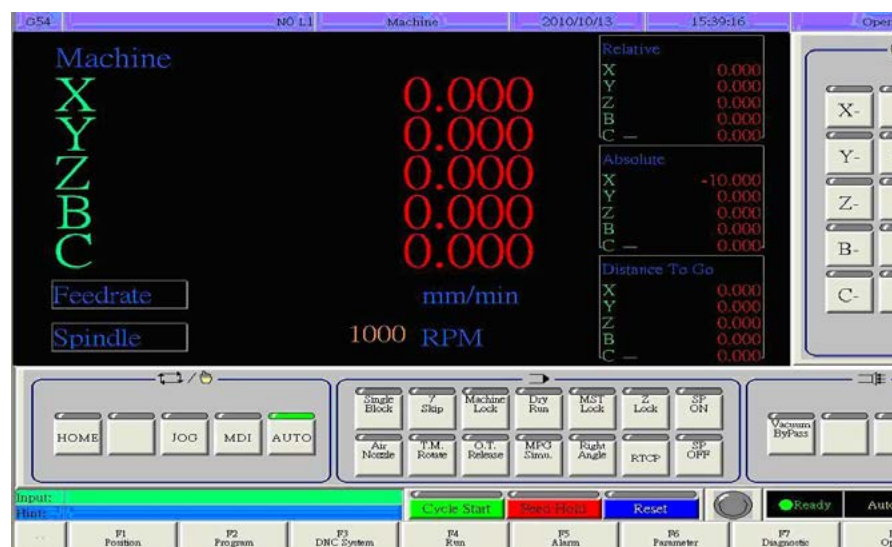 G54 N0 L1 Machine 2010/10/13 15:39:16 Oper
Machine
X 0.000
Y 0.000
Z 0.000
B 0.000
C 0.000
Feedrate mm/min
Spindle 1000 RPM
Relative
X 0.000
Y 0.000
Z 0.000
B 0.000
C 0.000
Absolute
X -10.000
Y 0.000
Z 0.000
B 0.000
C 0.000
Distance To Go
X 0.000
Y 0.000
Z 0.000
B 0.000
C 0.000
X-
Y-
Z-
B-
C-
HOME JOG MDI AUTO
Single Block
7 Skip
Machine Lock
Dry Run
MST Lock
Z Lock
SP ON
Air Nozzle
T.M. Rotate
O.T. Release
MPG Simu.
Right Angle
RTCP
SP OFF
Vacuum ByPass
Input:
Hint:
Cycle Start Feed Hold Reset Ready Auto
F1 Position
F2 Program
F3 DNC System
F4 Run
F5 Alarm
F6 Parameter
F7 Diagnostic